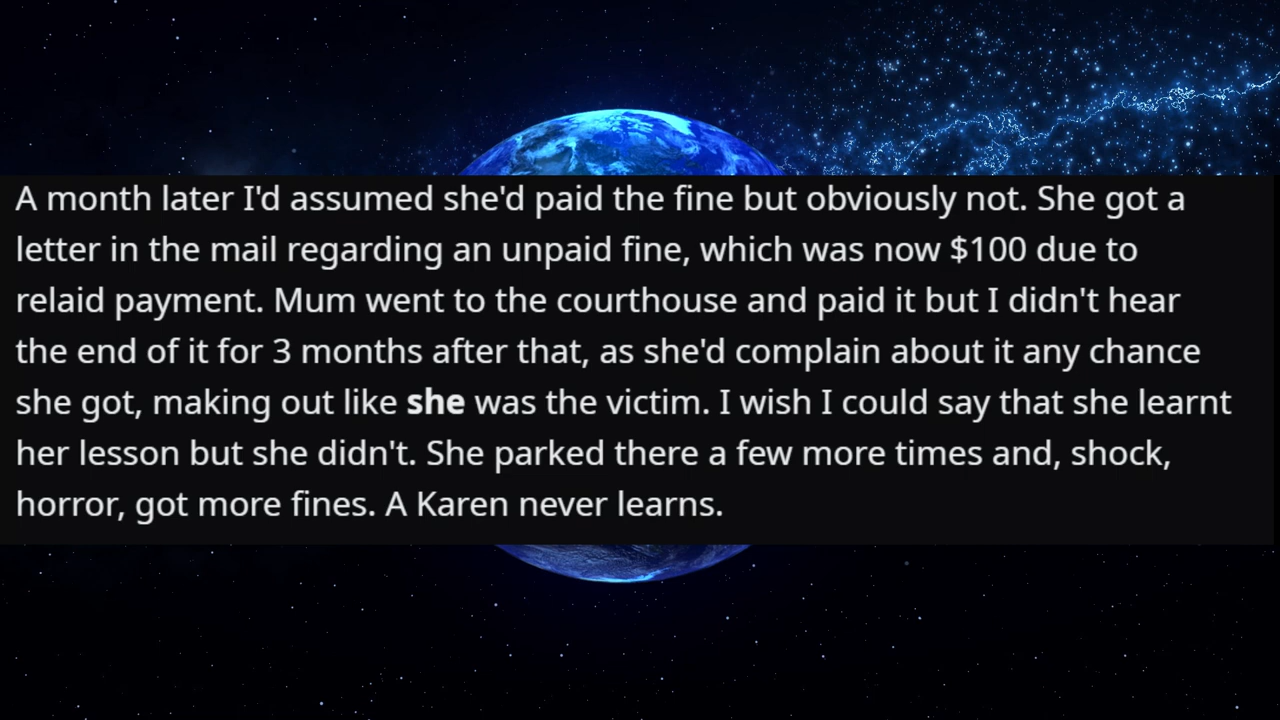 A month later I'd assumed she'd paid the fine but obviously not. She got a
letter in the mail regarding an unpaid fine, which was now $100 due to
relaid payment. Mum went to the courthouse and paid it but I didn't hear
the end of it for 3 months after that, as she'd complain about it any chance
she got, making out like she was the victim. I wish I could say that she learnt
her lesson but she didn't. She parked there a few more times and, shock,
horror, got more fines. A Karen never learns.